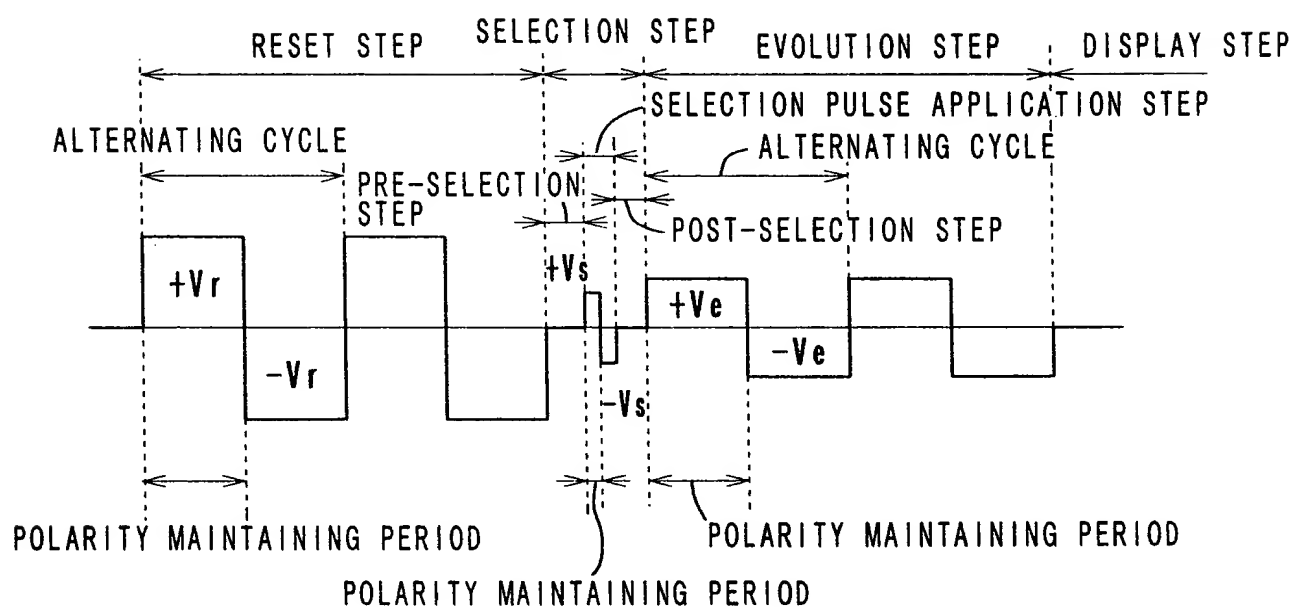 RESET STEP
SELECTION STEP
EVOLUTION STEP
DISPLAY STEP
SELECTION PULSE APPLICATION STEP
ALTERNATING CYCLE
ALTERNATING CYCLE
PRE-SELECTION
STEP
POST-SELECTION STEP
+Vr
-Vr
+Vs
-Vs
+Ve
-Ve
POLARITY MAINTAINING PERIOD
POLARITY MAINTAINING PERIOD
POLARITY MAINTAINING PERIOD